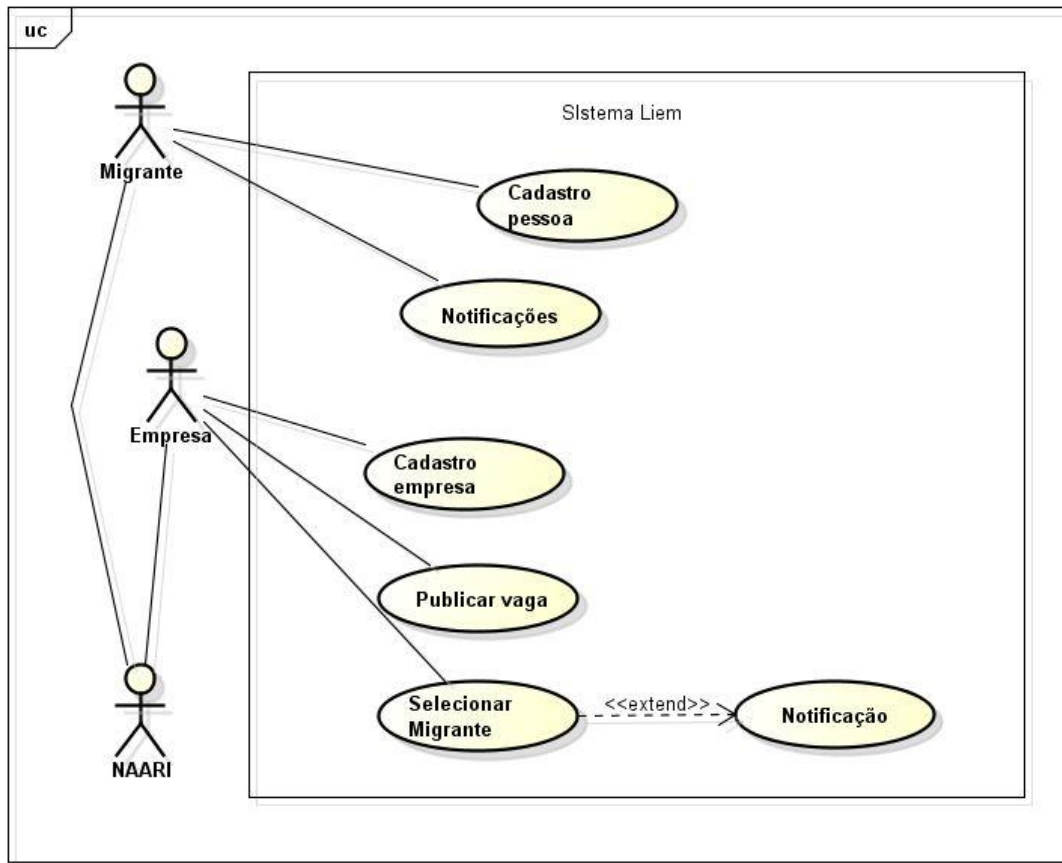 uc
SIstema Liem
Migrante
Cadastro
pessoa
Notificações
Empresa
Cadastro
empresa
Publicar vaga
Selecionar
Migrante
<<extend>>
Notificação
NAARI